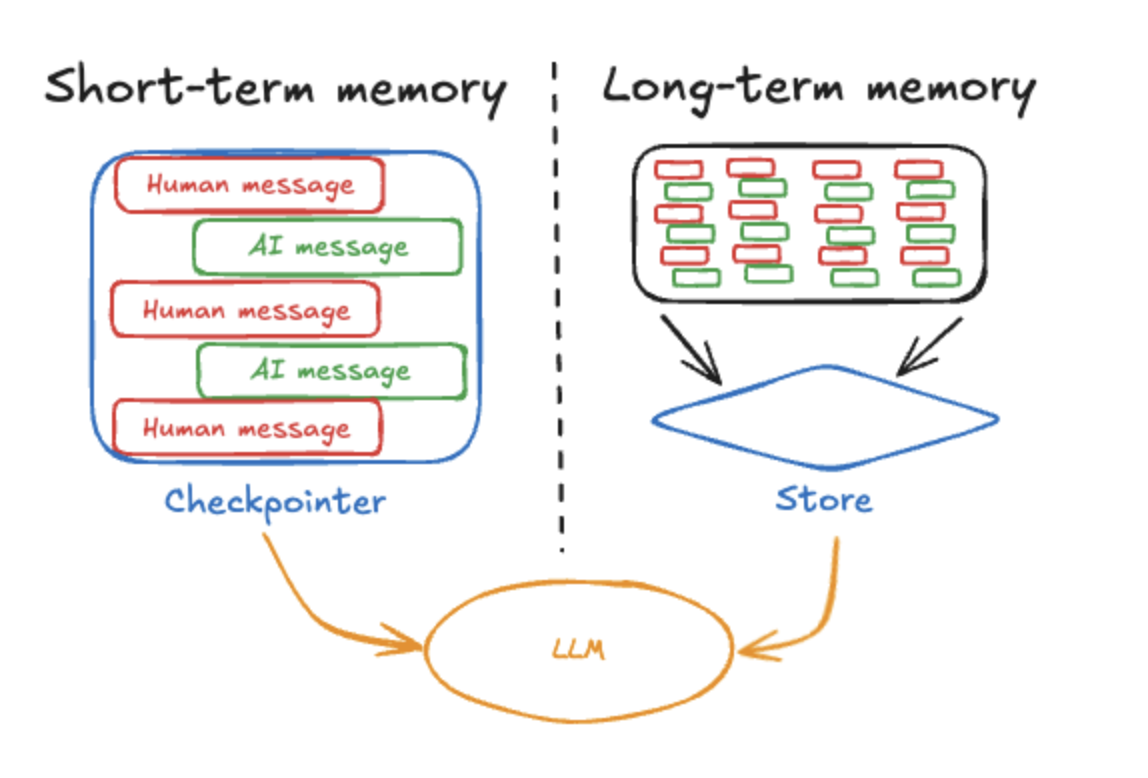 Short-term memory
Human message
AI message
Human message
AI message
Human message
Checkpointer
Long-term memory
Store
LLM